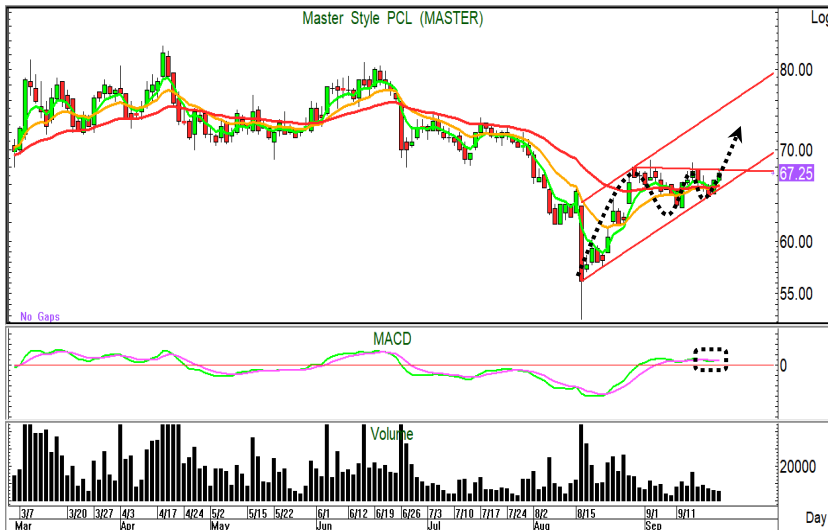 Master Style PCL (MASTER)
Log
80.00
70.00
67.25
60.00
55.00
No Gaps
MACD
0
Volume
20000
3/7 3/20 3/27 4/3 4/17 4/24 5/2 5/15 5/22 6/1 6/12 6/19 6/26 7/3 7/10 7/17 7/24 8/2 8/15 9/1 9/11
Mar Apr May Jun Jul Aug Sep Day